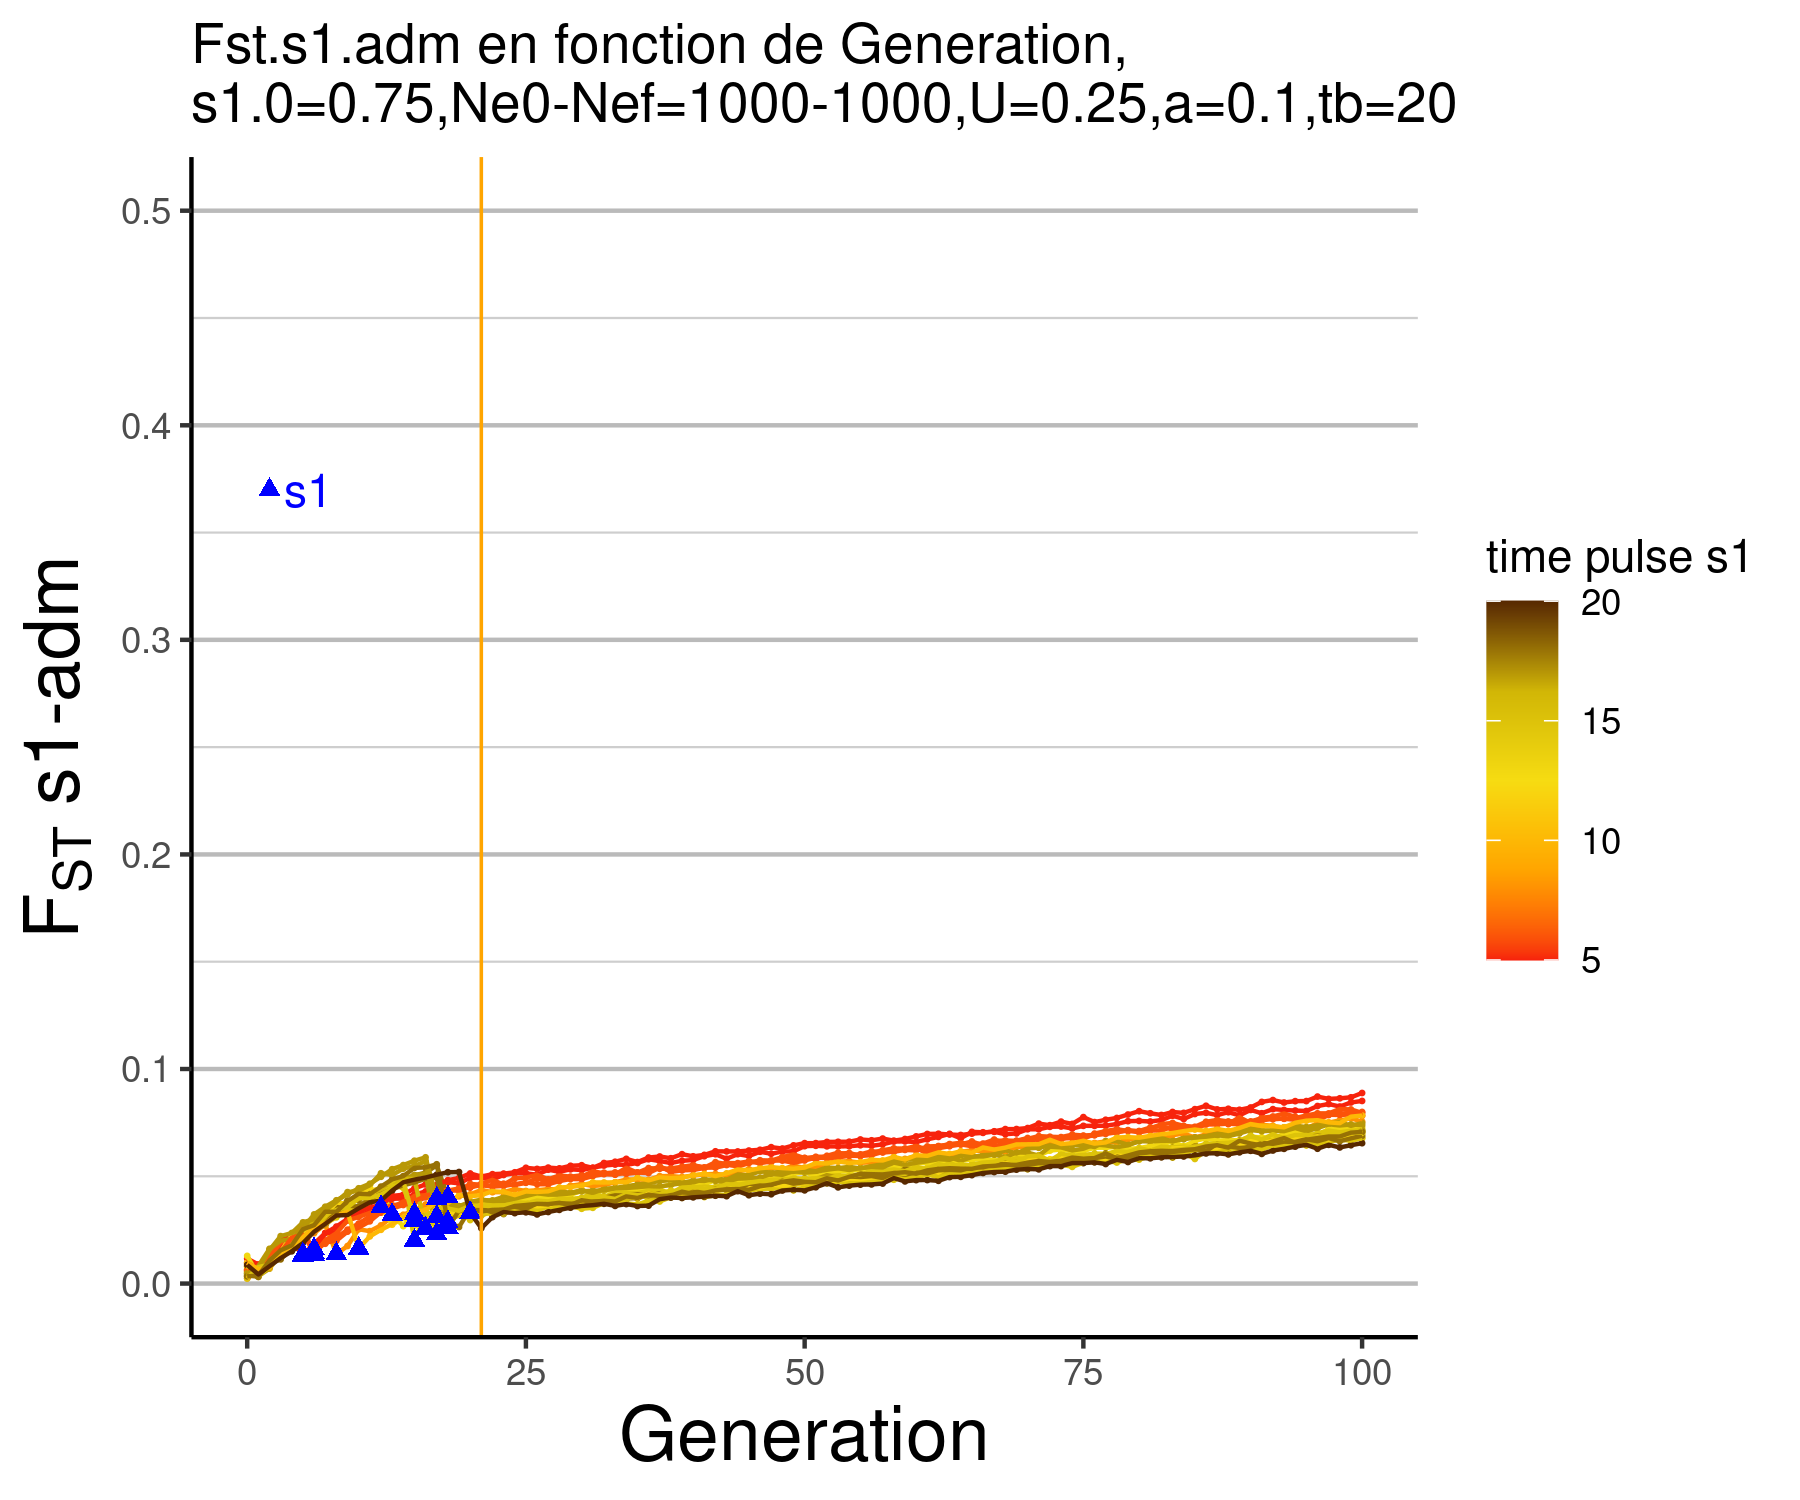 Fst.s1.adm en fonction de Generation,
s1.0=0.75,Ne0-Nef=1000-1000,U=0.25,a=0.1,tb=20
0.5
0.4
0.3
0.2
0.1
0.0
s1
FST s1-adm
0 25 50 75 100
Generation
time pulse s1
20
15
10
5